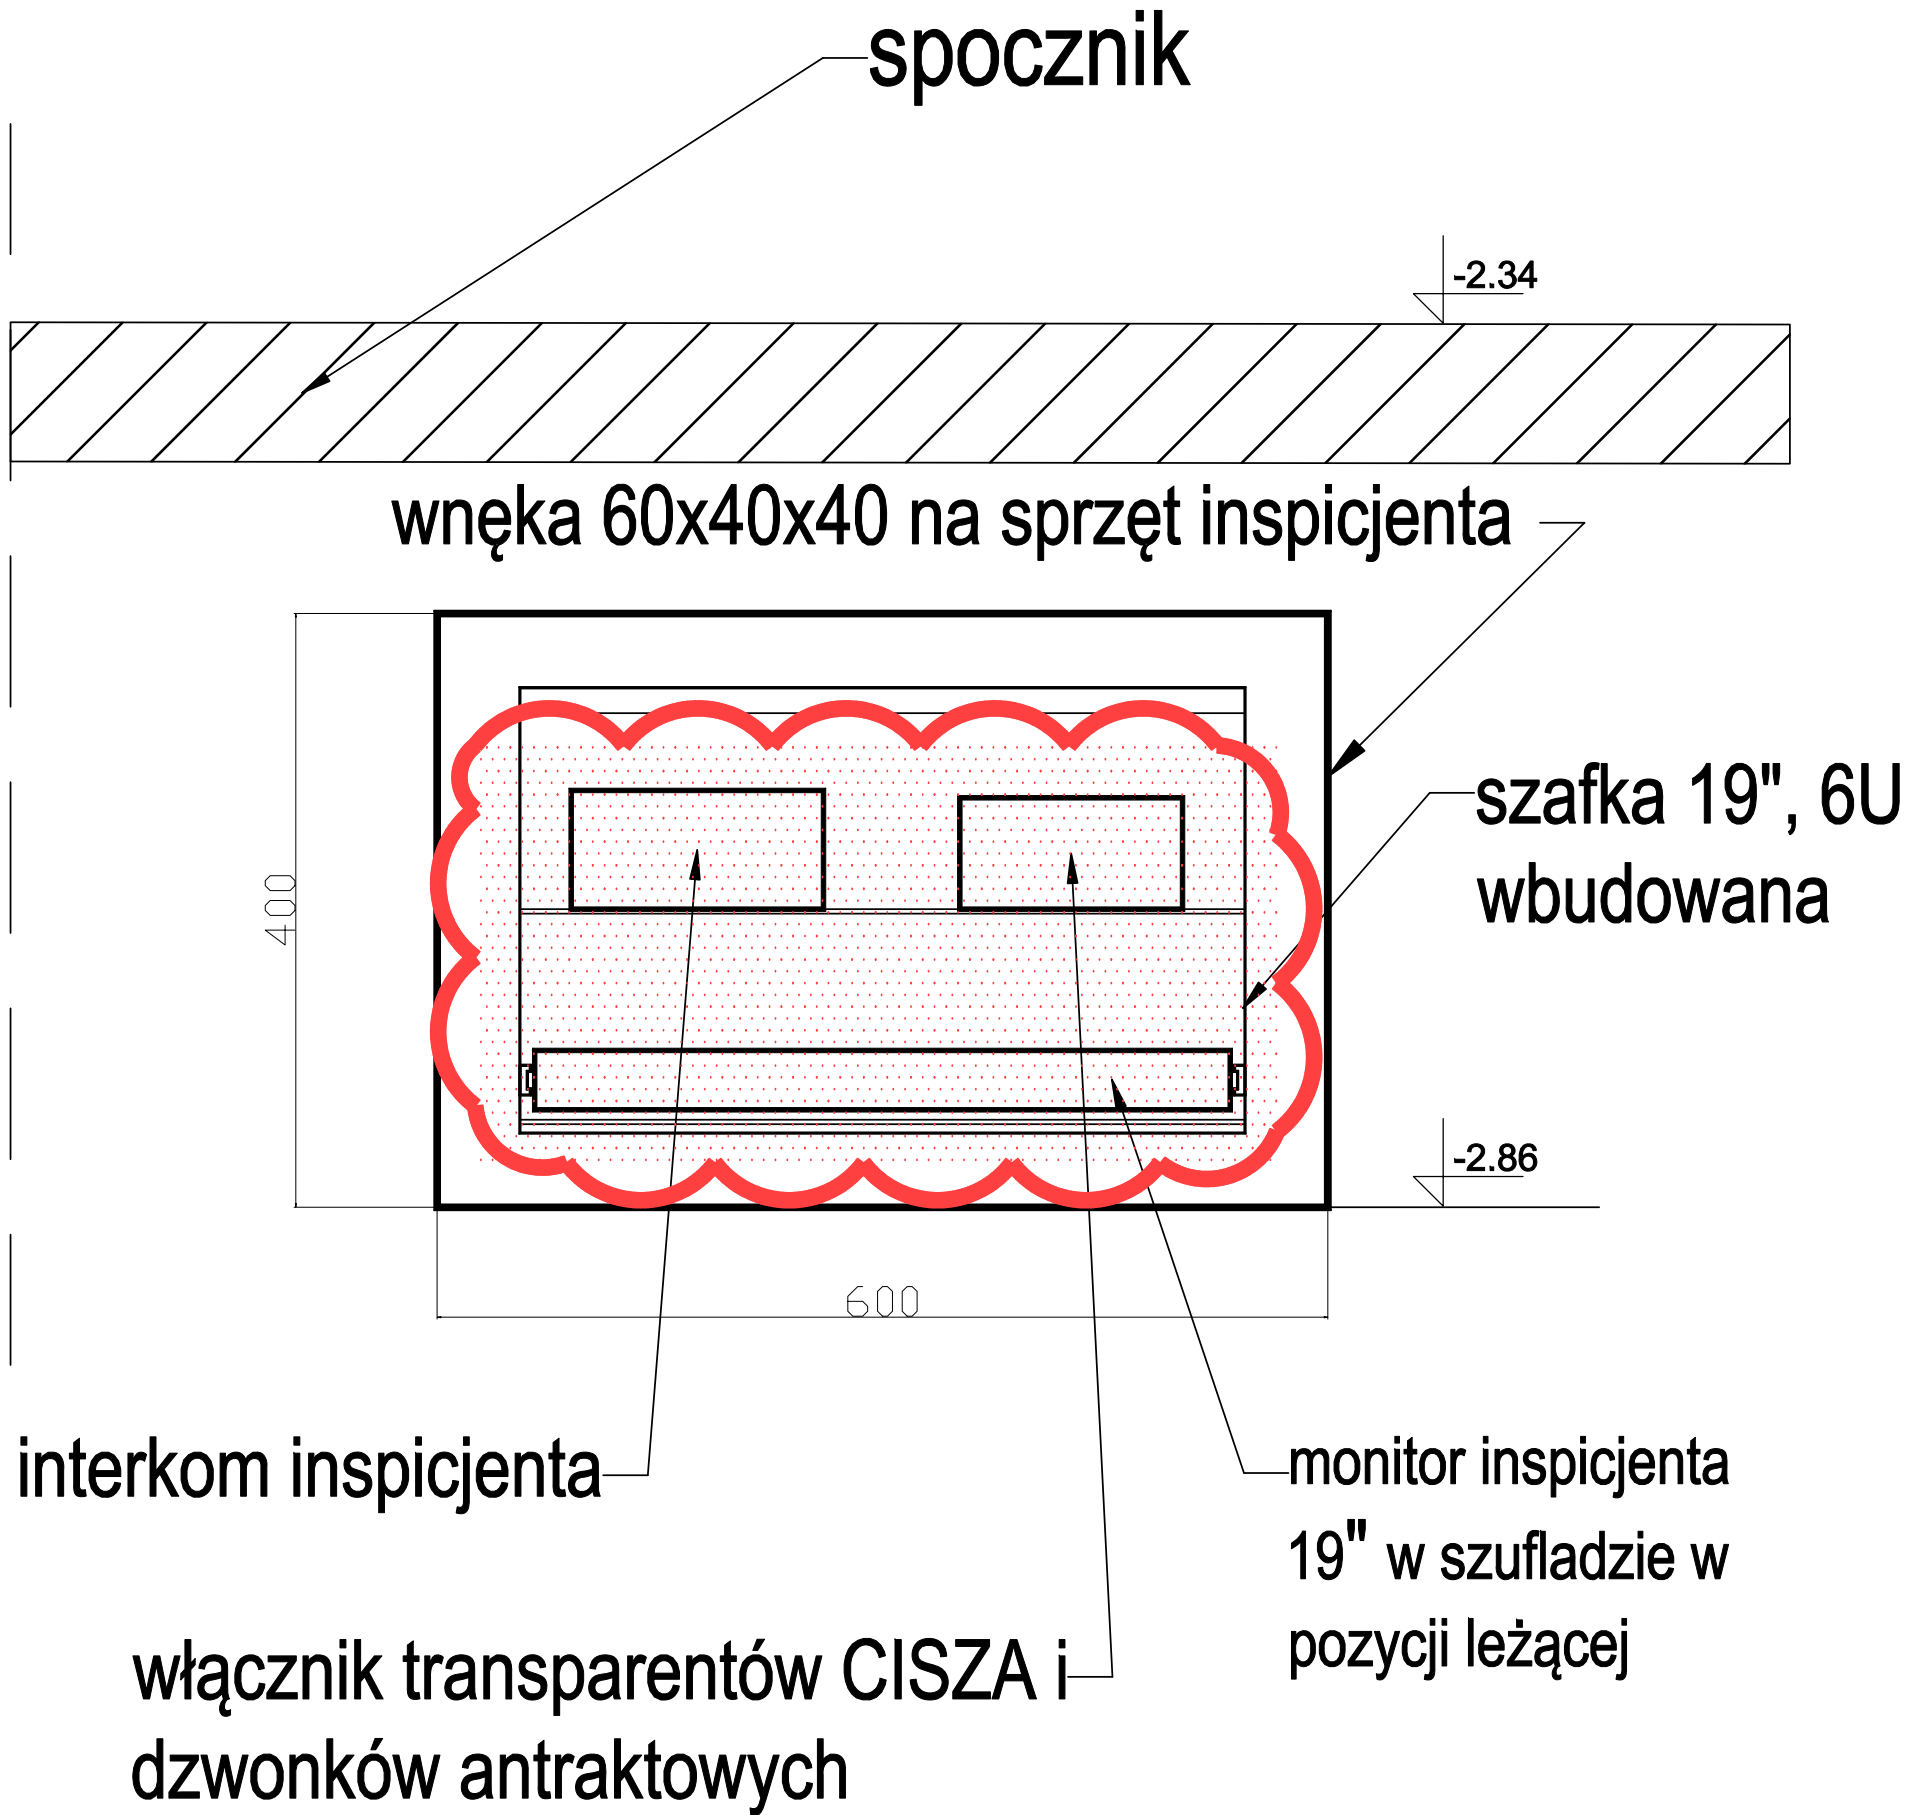 spocznik
-2.34
wnęka 60x40x40 na sprzęt inspicjenta
szafka 19", 6U
wbudowana
400
-2.86
600
interkom inspicjenta
monitor inspicjenta
19" w szufladzie w
pozycji leżącej
włącznik transparentów CISZA i
dzwonków antraktowych